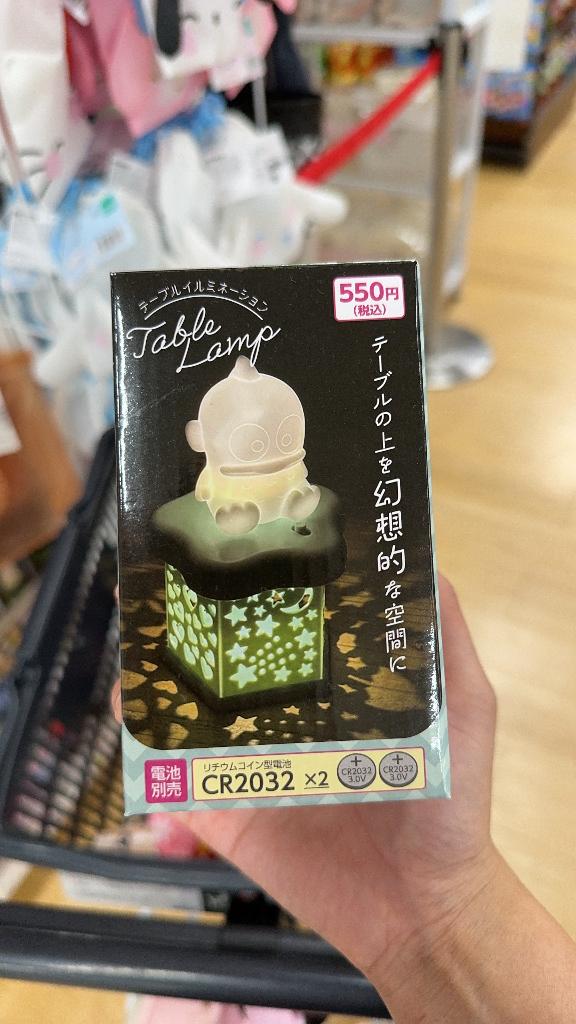 テーブルイルミネーション
Table
Lamp
550円
(税込)
テーブルの上を幻想的な空間に
電池
別売
リチウムコイン型電池
CR2032 ×2
+
CR2032
3.0V
+
CR2032
3.0V